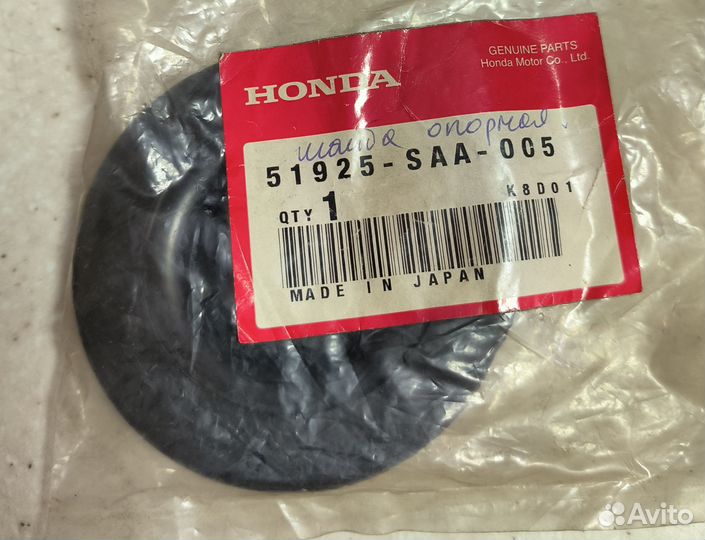 GENUINE PARTS
Honda Motor Co., Ltd.
HONDA
шайба опорная
51925-SAA-005
QTY 1
K8D01
MADE IN JAPAN
Avito